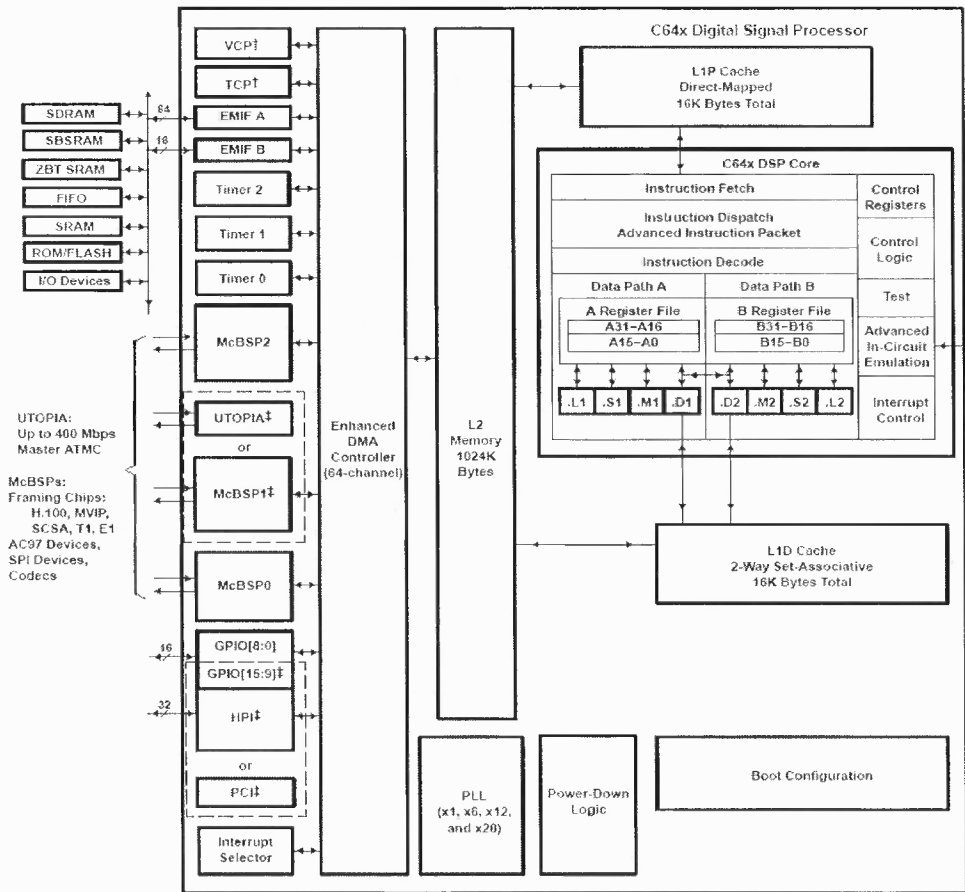 C64x Digital Signal Processor
VCP‡
TCP‡
EMIF A
EMIF B
Timer 2
Timer 1
Timer 0
64
16
SDRAM
SBSRAM
ZBT SRAM
FIFO
SRAM
ROM/FLASH
I/O Devices
McBSP2
UTOPIA‡
or
McBSP1‡
McBSP0
UTOPIA:
Up to 400 Mbps
Master ATMC
McBSPs:
Framing Chips:
H.100, MVIP,
SCSA, T1, E1
AC97 Devices,
SPI Devices,
Codecs
16
GPIO[8:0]
GPIO[15:9]‡
32
HPI‡
or
PCI‡
Interrupt
Selector
Enhanced
DMA
Controller
(64-channel)
L2
Memory
1024K
Bytes
L1P Cache
Direct-Mapped
16K Bytes Total
C64x DSP Core
Instruction Fetch
Instruction Dispatch
Advanced Instruction Packet
Instruction Decode
Data Path A
Data Path B
A Register File
A31–A16
A15–A0
B Register File
B31–B16
B15–B0
.L1
.S1
.M1
.D1
.D2
.M2
.S2
.L2
Control
Registers
Control
Logic
Test
Advanced
In-Circuit
Emulation
Interrupt
Control
L1D Cache
2-Way Set-Associative
16K Bytes Total
PLL
(x1, x6, x12,
and x20)
Power-Down
Logic
Boot Configuration